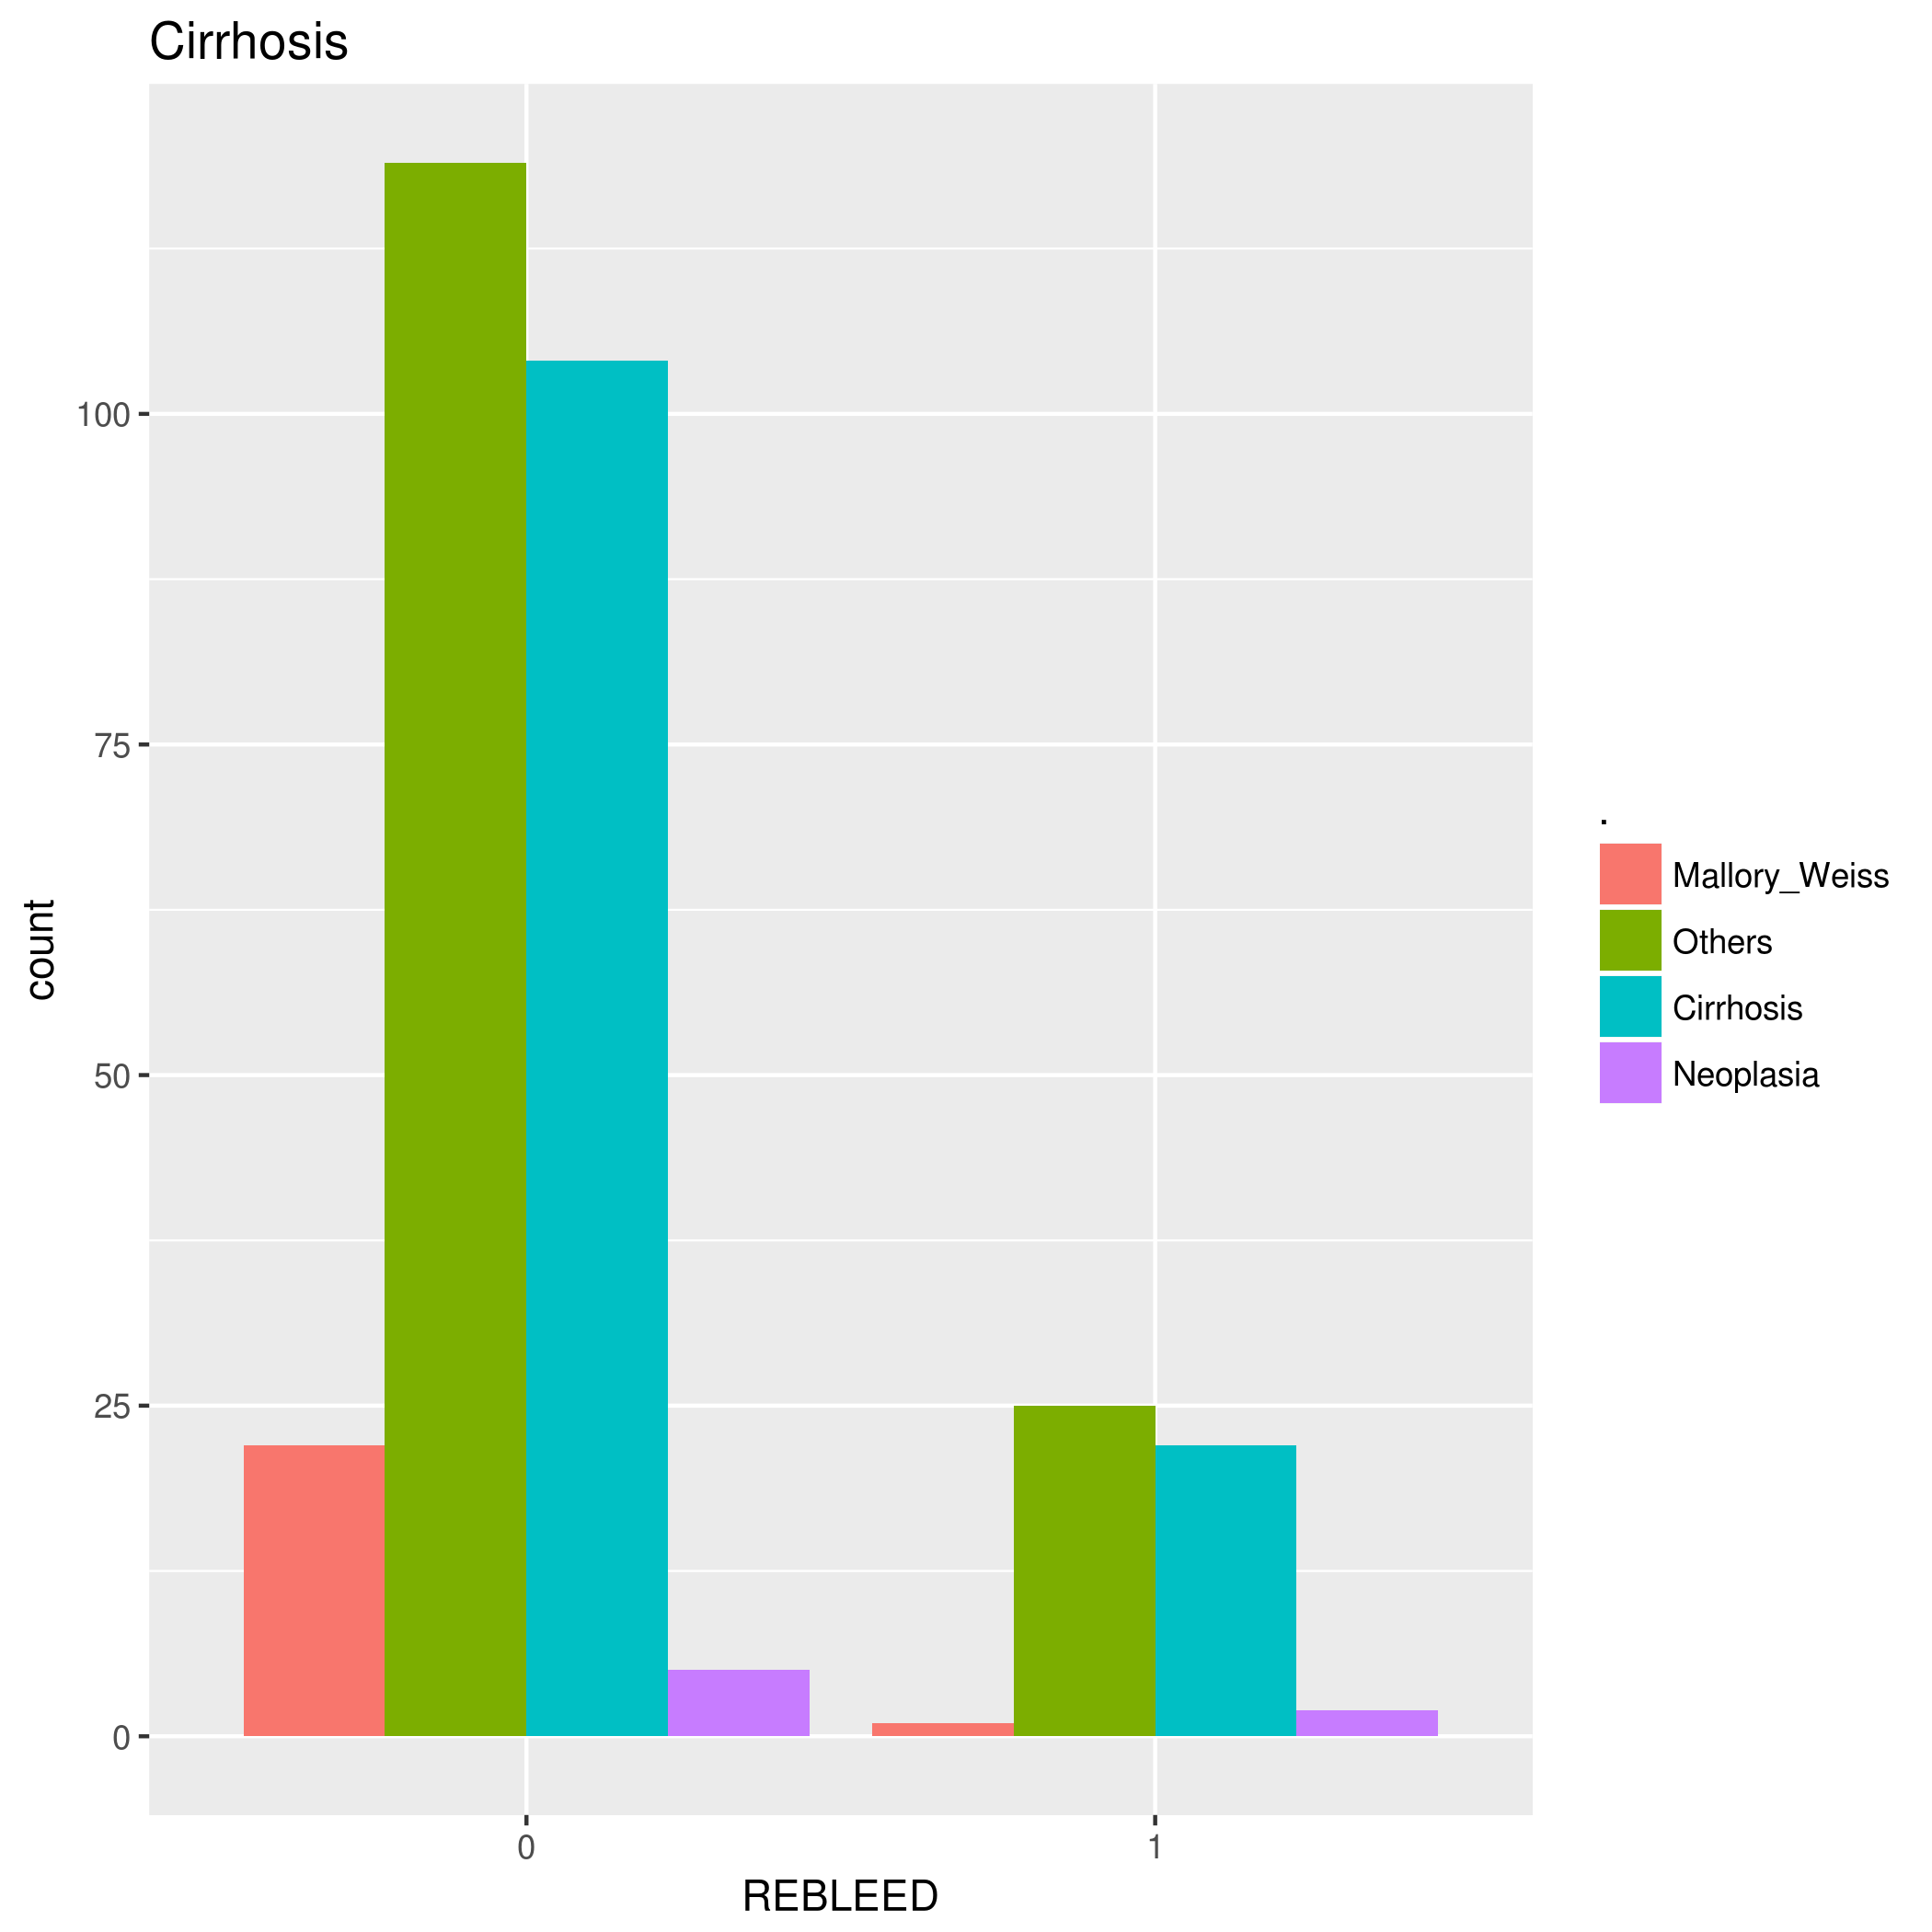 Cirrhosis
count
100
75
50
25
0
0 1
REBLEED
.
Mallory_Weiss
Others
Cirrhosis
Neoplasia